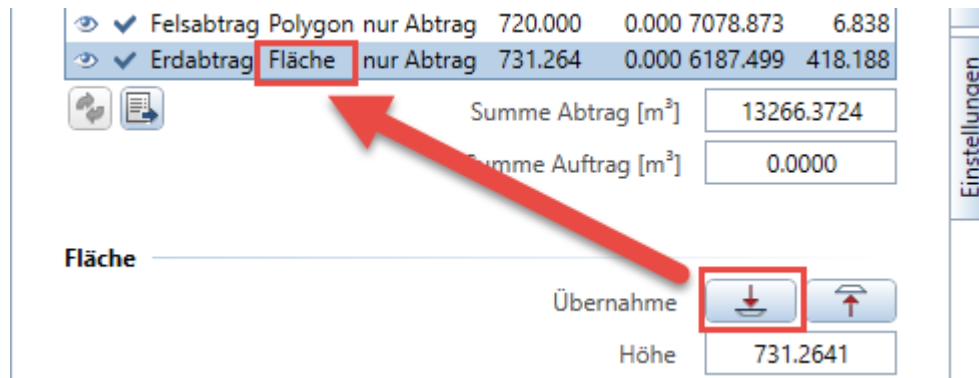 Felsabtrag Polygon nur Abtrag 720.000 0.000 7078.873 6.838
Erdabtrag Fläche nur Abtrag 731.264 0.000 6187.499 418.188
Summe Abtrag [m³] 13266.3724
Summe Auftrag [m³] 0.0000
Fläche
Übernahme
Höhe 731.2641
Einstellungen